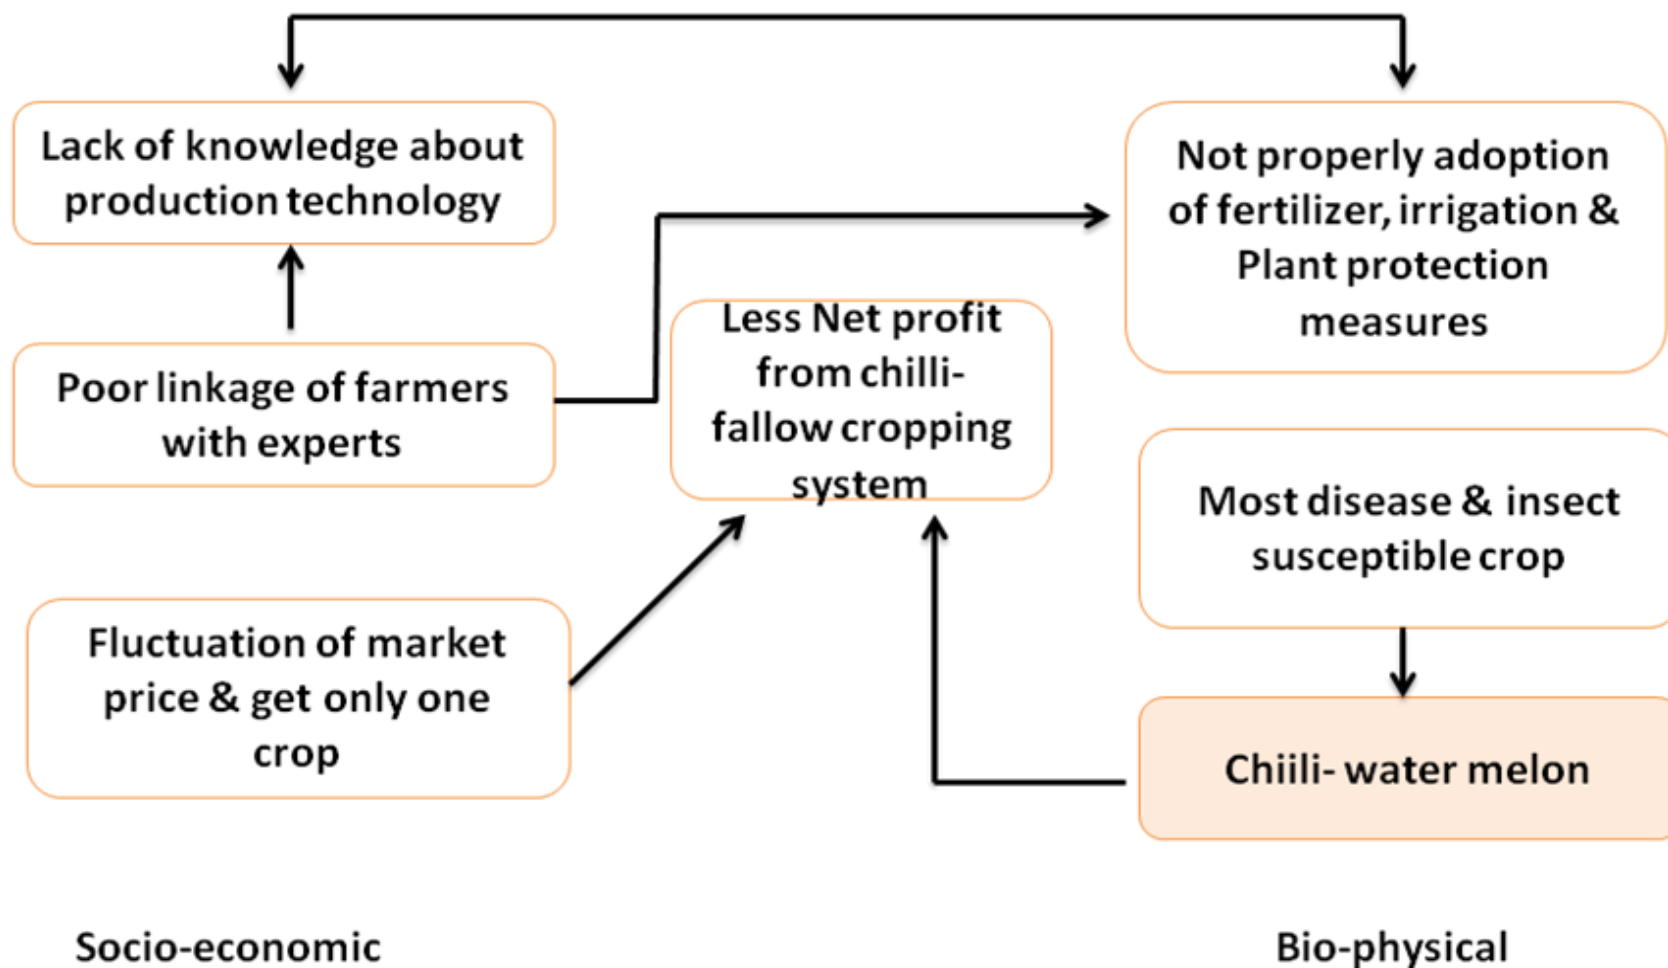 Lack of knowledge about
production technology
Not properly adoption
of fertilizer, irrigation &
Plant protection
measures
Poor linkage of farmers
with experts
Less Net profit
from chilli-
fallow cropping
system
Most disease & insect
susceptible crop
Fluctuation of market
price & get only one
crop
Chiili- water melon
Socio-economic
Bio-physical